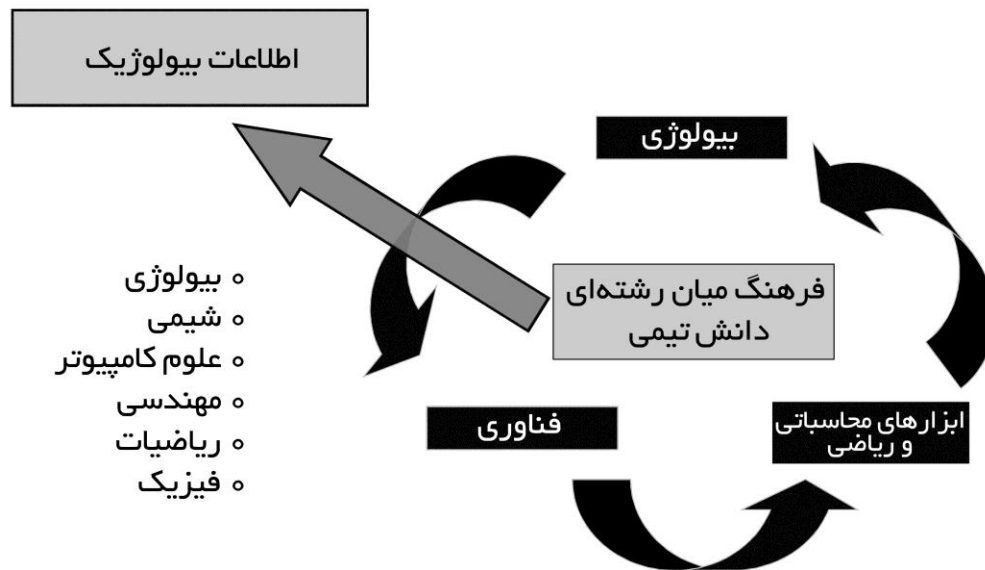 اطلاعات بیولوژیک
بیولوژی
فرهنگ میان رشته‌ای
دانش تیمی
بیولوژی
شیمی
علوم کامپیوتر
مهندسی
ریاضیات
فیزیک
ابزارهای محاسباتی
و ریاضی
فناوری